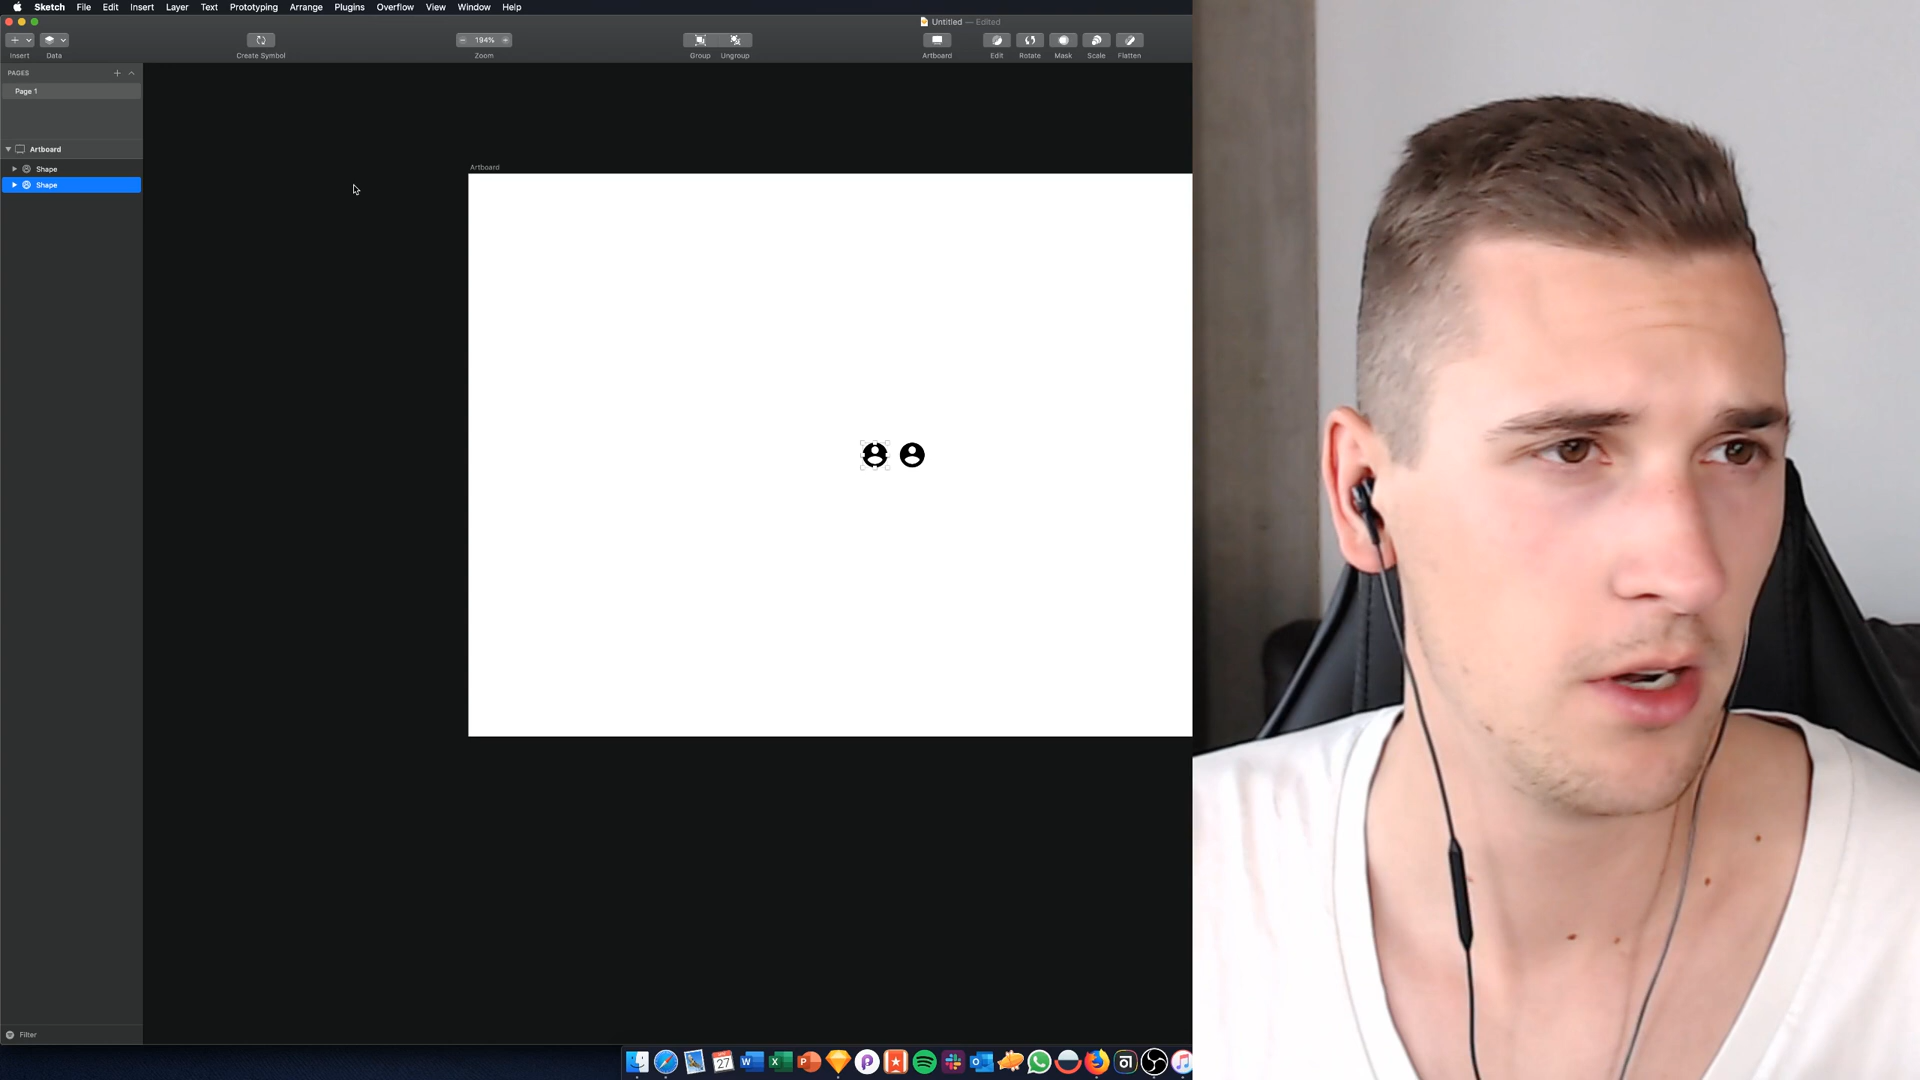 Sketch File Edit Insert Layer Text Prototyping Arrange Plugins Overflow View Window Help
Untitled — Edited
194%
Insert Data Create Symbol Zoom Group Ungroup Artboard Edit Rotate Mask Scale Flatten
PAGES
Page 1
Artboard
Shape
Shape
Artboard
Filter
27